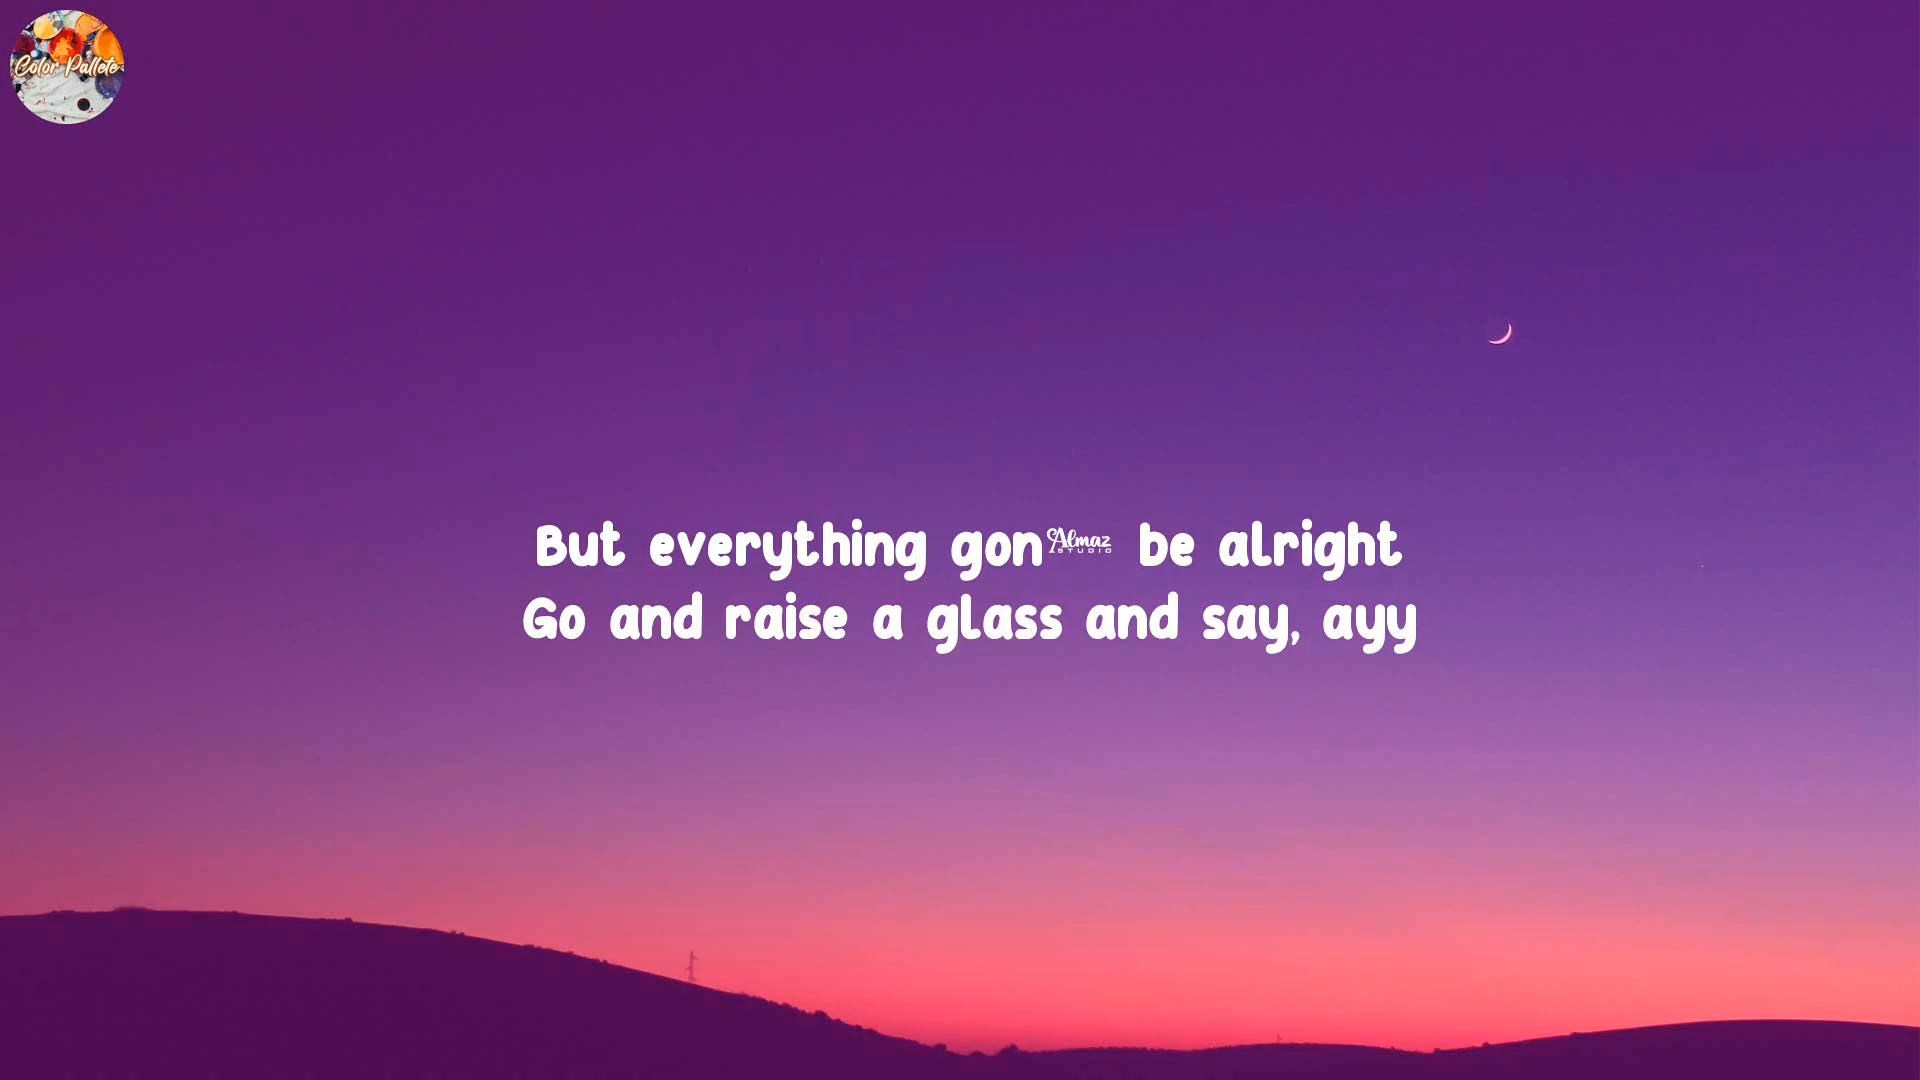 Color Pallete
But everything gon Almaz STUDIO be alright
Go and raise a glass and say, ayy